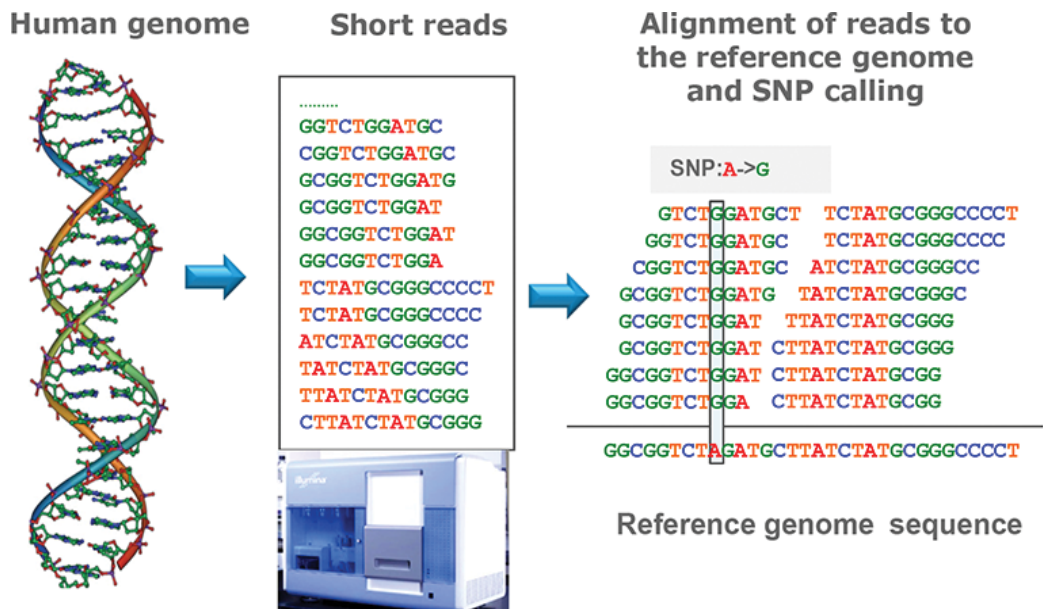 Human genome
Short reads
Alignment of reads to
the reference genome
and SNP calling
.........
GGTCTGGATGC
CGGTCTGGATGC
GCGGTCTGGATG
GCGGTCTGGAT
GGCGGTCTGGAT
GGCGGTCTGGA
TCTATGCGGGCCCCT
TCTATGCGGGCCCC
ATCTATGCGGGCC
TATCTATGCGGGC
TTATCTATGCGGG
CTTATCTATGCGGG
illumina
SNP:A->G
GTCTGGATGCT TCTATGCGGGCCCCT
GGTCTGGATGC TCTATGCGGGCCCC
CGGTCTGGATGC ATCTATGCGGGCC
GCGGTCTGGATG TATCTATGCGGGC
GCGGTCTGGAT TTATCTATGCGGG
GCGGTCTGGAT CTTATCTATGCGGG
GGCGGTCTGGAT CTTATCTATGCGG
GGCGGTCTGGA CTTATCTATGCGG
GGCGGTCTAGATGCTTATCTATGCGGGCCCCT
Reference genome sequence